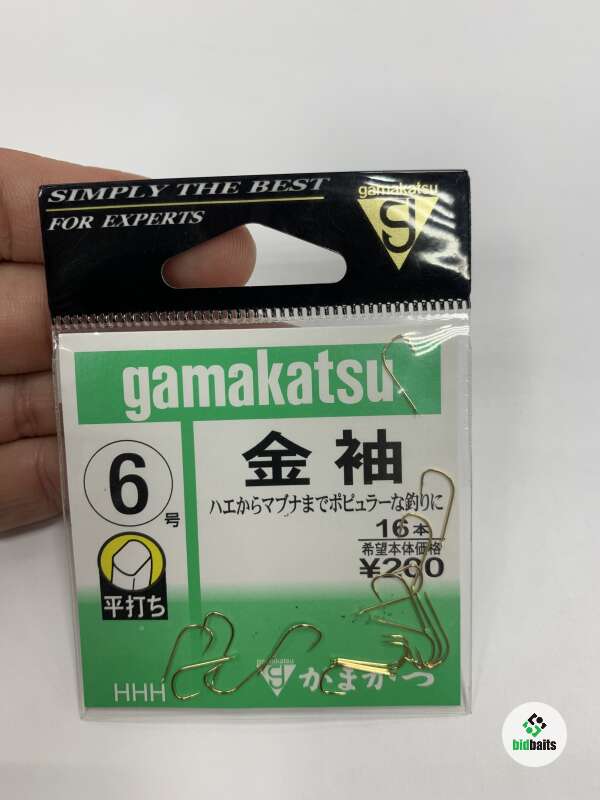 SIMPLY THE BEST
FOR EXPERTS
gamakatsu
gamakatsu
6
号
平打ち
金袖
ハエからマブナまでポピュラーな釣りに
16本
希望本体価格
¥200
HHH
gamakatsu
かまがつ
bidbaits